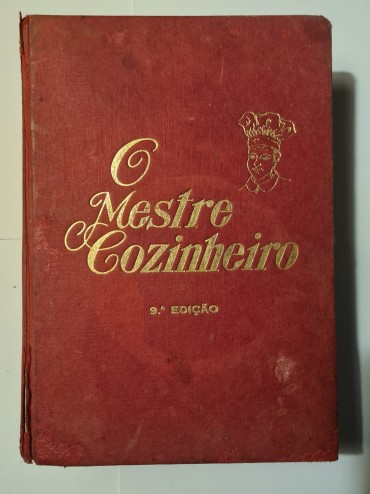 O
Mestre
Cozinheiro
9.ª EDIÇÃO